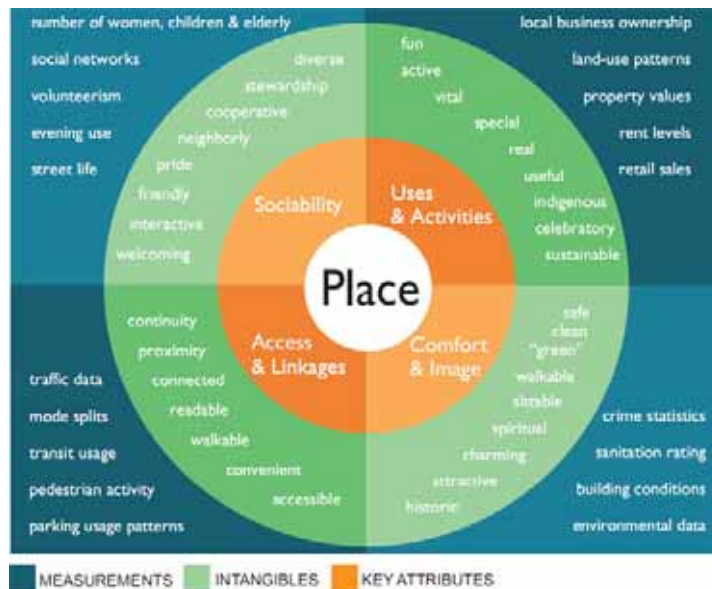 number of women, children & elderly
social networks
volunteerism
evening use
street life
diverse
stewardship
cooperative
neighborly
pride
friendly
interactive
welcoming
Sociability
fun
active
vital
special
real
useful
indigenous
celebratory
sustainable
Uses
& Activities
local business ownership
land-use patterns
property values
rent levels
retail sales
Place
continuity
proximity
connected
readable
walkable
convenient
accessible
Access
& Linkages
traffic data
mode splits
transit usage
pedestrian activity
parking usage patterns
Comfort
& Image
safe
clean
"green"
walkable
sittable
spiritual
charming
attractive
historic
crime statistics
sanitation rating
building conditions
environmental data
MEASUREMENTS
INTANGIBLES
KEY ATTRIBUTES